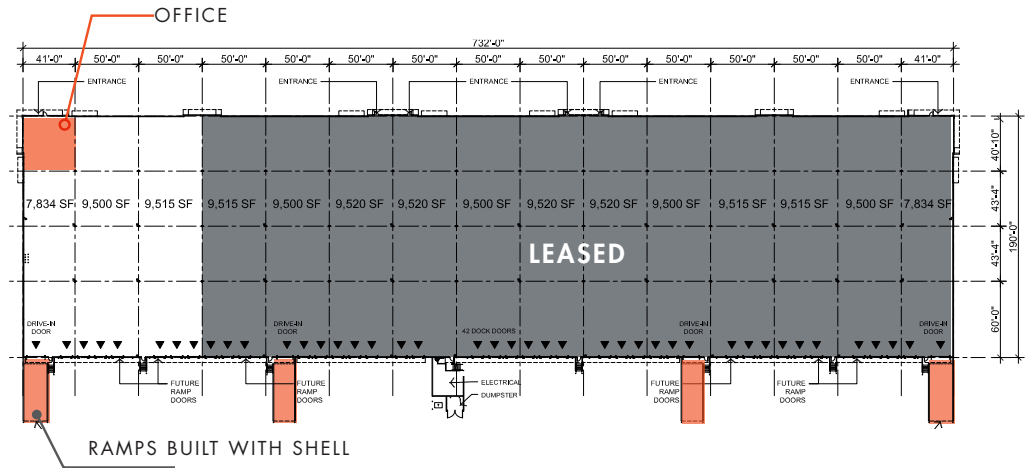 OFFICE
732'-0"
41'-0" 50'-0" 50'-0" 50'-0" 50'-0" 50'-0" 50'-0" 50'-0" 50'-0" 50'-0" 50'-0" 50'-0" 50'-0" 50'-0" 41'-0"
ENTRANCE ENTRANCE ENTRANCE ENTRANCE ENTRANCE
40'-10"
7,834 SF 9,500 SF 9,515 SF 9,515 SF 9,500 SF 9,520 SF 9,520 SF 9,500 SF 9,520 SF 9,520 SF 9,500 SF 9,515 SF 9,515 SF 9,500 SF 7,834 SF
43'-4"
190'-0"
LEASED
43'-4"
60'-0"
DRIVE-IN DRIVE-IN DRIVE-IN DRIVE-IN
DOOR DOOR 42 DOCK DOORS DOOR DOOR
FUTURE FUTURE ELECTRICAL FUTURE FUTURE
RAMP RAMP DUMPSTER RAMP RAMP
DOORS DOORS DOORS DOORS
RAMPS BUILT WITH SHELL